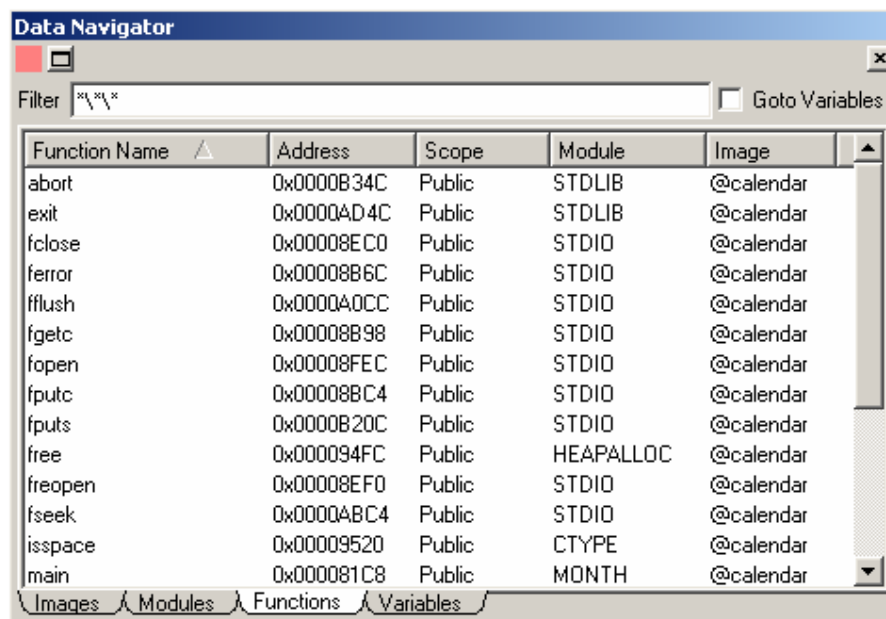 Data Navigator
Filter *\*\* Goto Variables
Function Name Address Scope Module Image
abort 0x0000B34C Public STDLIB @calendar
exit 0x0000AD4C Public STDLIB @calendar
fclose 0x00008EC0 Public STDIO @calendar
ferror 0x00008B6C Public STDIO @calendar
fflush 0x0000A0CC Public STDIO @calendar
fgetc 0x00008B98 Public STDIO @calendar
fopen 0x00008FEC Public STDIO @calendar
fputc 0x00008BC4 Public STDIO @calendar
fputs 0x0000B20C Public STDIO @calendar
free 0x000094FC Public HEAPALLOC @calendar
freopen 0x00008EF0 Public STDIO @calendar
fseek 0x0000ABC4 Public STDIO @calendar
isspace 0x00009520 Public CTYPE @calendar
main 0x000081C8 Public MONTH @calendar
Images Modules Functions Variables